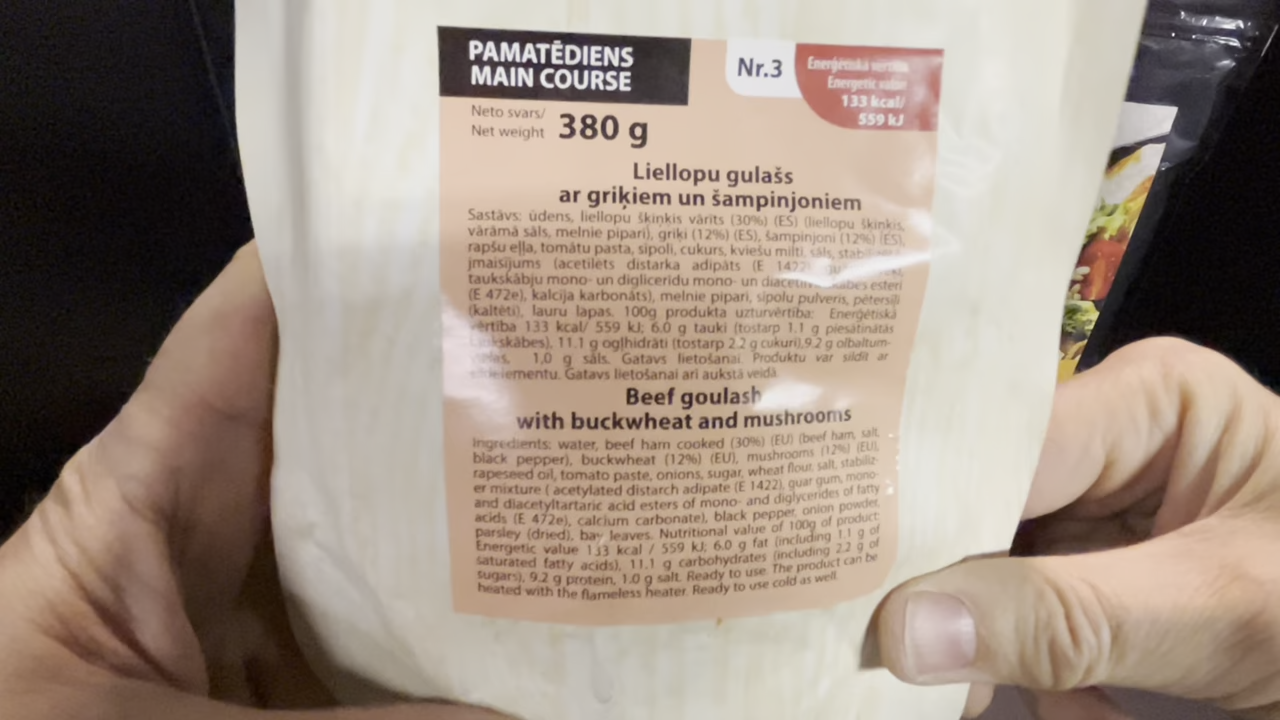 PAMATĒDIENS
MAIN COURSE
Nr.3
Enerģētiskā vērtība
Energetic value
133 kcal/
559 kJ
Neto svars/
Net weight 380 g
Liellopu gulašs
ar griķiem un šampinjoniem
Sastāvs: ūdens, liellopu šķiņķis vārīts (30%) (ES) (liellopu šķiņķis,
vārāmā sāls, melnie pipari), griķi (12%) (ES), šampinjoni (12%) (ES),
rapšu eļļa, tomātu pasta, sīpoli, cukurs, kviešu milti, sāls,
maisījums (acetilēts distarka adipāts (E 1422)
taukskābju mono- un digliceridu mono- un esteri
(E 472e), kalcija karbonāts), melnie pipari, sīpolu pulveris, pētersīļi
(kaltēti), lauru lapas. 100g produkta uzturvērtība: Enerģētiskā
vērtība 133 kcal/ 559 kJ; 6.0 g tauki (tostarp 1.1 g piesātinātās
11.1 g ogļhidrāti (tostarp 2.2 g cukuri),9.2 g olbaltum-
1,0 g sāls. Gatavs lietošanai. Produktu var sildīt ar
Gatavs lietošanai arī aukstā veidā.
Beef goulash
with buckwheat and mushrooms
Ingredients: water, beef ham cooked (30%) (EU) (beef ham, salt,
black pepper), buckwheat (12%) (EU), mushrooms (12%) (EU),
rapeseed oil, tomato paste, onions, sugar, wheat flour, salt, stabiliz-
er mixture ( acetylated distarch adipate (E 1422), guar gum, mono-
and diacetyltartaric acid esters of mono- and diglycerides of fatty
acids (E 472e), calcium carbonate), black pepper, onion powder,
parsley (dried), bay leaves. Nutritional value of 100g of product:
Energetic value 133 kcal / 559 kJ; 6.0 g fat (including 1.1 g of
saturated fatty acids), 11.1 g carbohydrates (including 2.2 g of
sugars), 9.2 g protein, 1.0 g salt. Ready to use. The product can be
heated with the flameless heater. Ready to use cold as well.